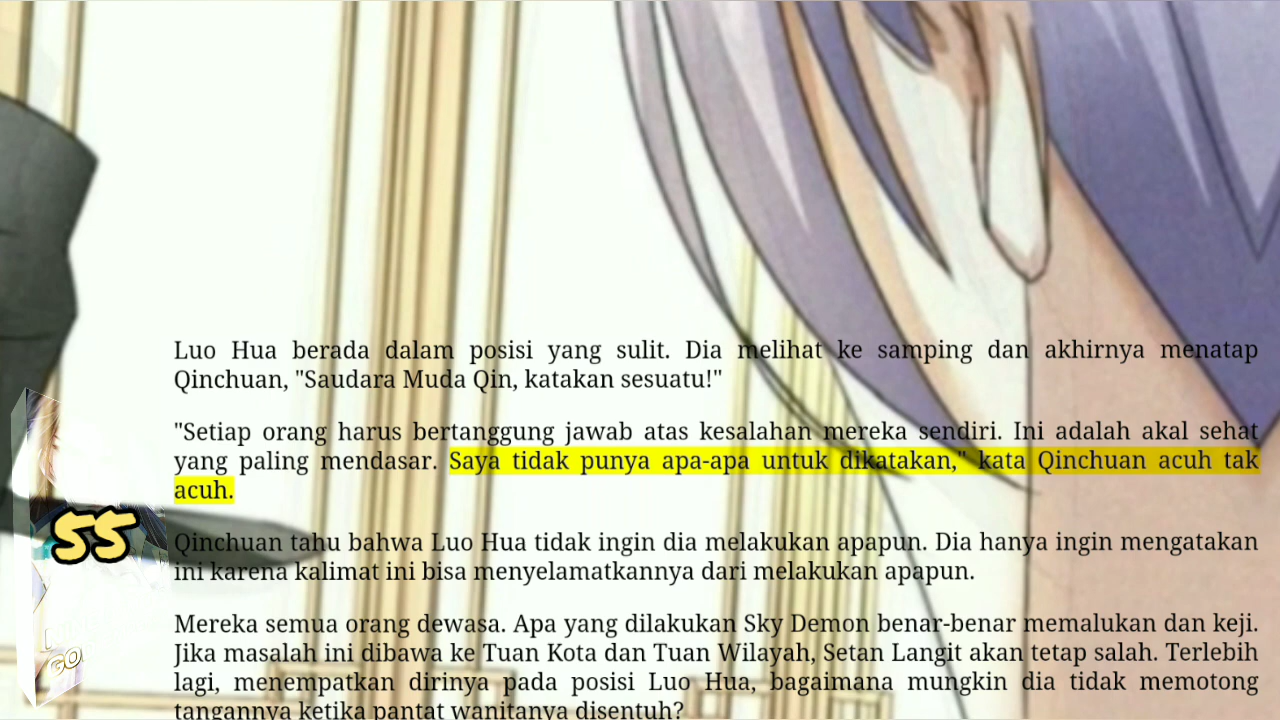 Luo Hua berada dalam posisi yang sulit. Dia melihat ke samping dan akhirnya menatap
Qinchuan, "Saudara Muda Qin, katakan sesuatu!"
"Setiap orang harus bertanggung jawab atas kesalahan mereka sendiri. Ini adalah akal sehat
yang paling mendasar. Saya tidak punya apa-apa untuk dikatakan," kata Qinchuan acuh tak
acuh.
55
Qinchuan tahu bahwa Luo Hua tidak ingin dia melakukan apapun. Dia hanya ingin mengatakan
ini karena kalimat ini bisa menyelamatkannya dari melakukan apapun.
Mereka semua orang dewasa. Apa yang dilakukan Sky Demon benar-benar memalukan dan keji.
Jika masalah ini dibawa ke Tuan Kota dan Tuan Wilayah, Setan Langit akan tetap salah. Terlebih
lagi, menempatkan dirinya pada posisi Luo Hua, bagaimana mungkin dia tidak memotong
tangannya ketika pantat wanitanya disentuh?